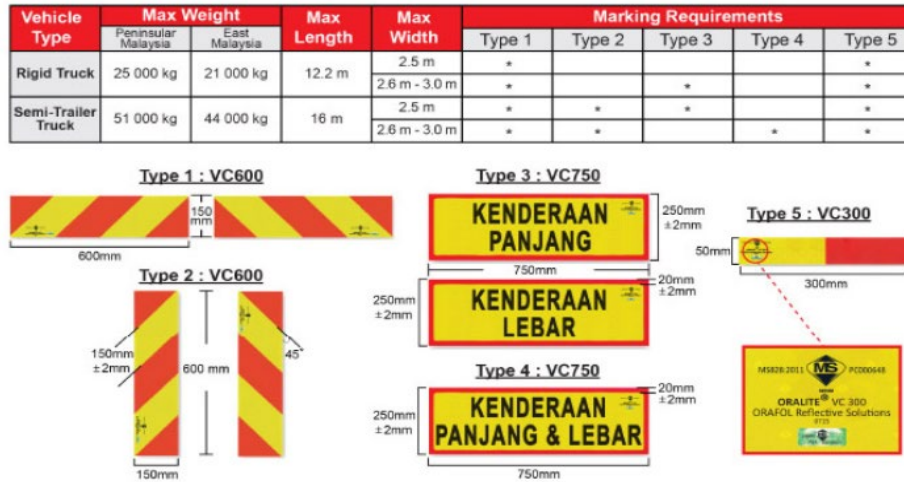 Vehicle Type Max Weight Max Length Max Width Marking Requirements
Peninsular Malaysia East Malaysia Type 1 Type 2 Type 3 Type 4 Type 5
Rigid Truck 25 000 kg 21 000 kg 12.2 m 2.5 m * *
2.6 m - 3.0 m * * *
Semi-Trailer Truck 51 000 kg 44 000 kg 16 m 2.5 m * * * *
2.6 m - 3.0 m * * * *
Type 1 : VC600
150 mm
600mm
Type 2 : VC600
150mm
±2mm
600 mm
45°
150mm
Type 3 : VC750
KENDERAAN
PANJANG
250mm
±2mm
750mm
20mm
±2mm
250mm
±2mm
KENDERAAN
LEBAR
Type 4 : VC750
20mm
±2mm
250mm
±2mm
KENDERAAN
PANJANG & LEBAR
750mm
Type 5 : VC300
50mm
300mm
MS828:2011 MS PC000648
ORALITE® VC 300
ORAFOL Reflective Solutions